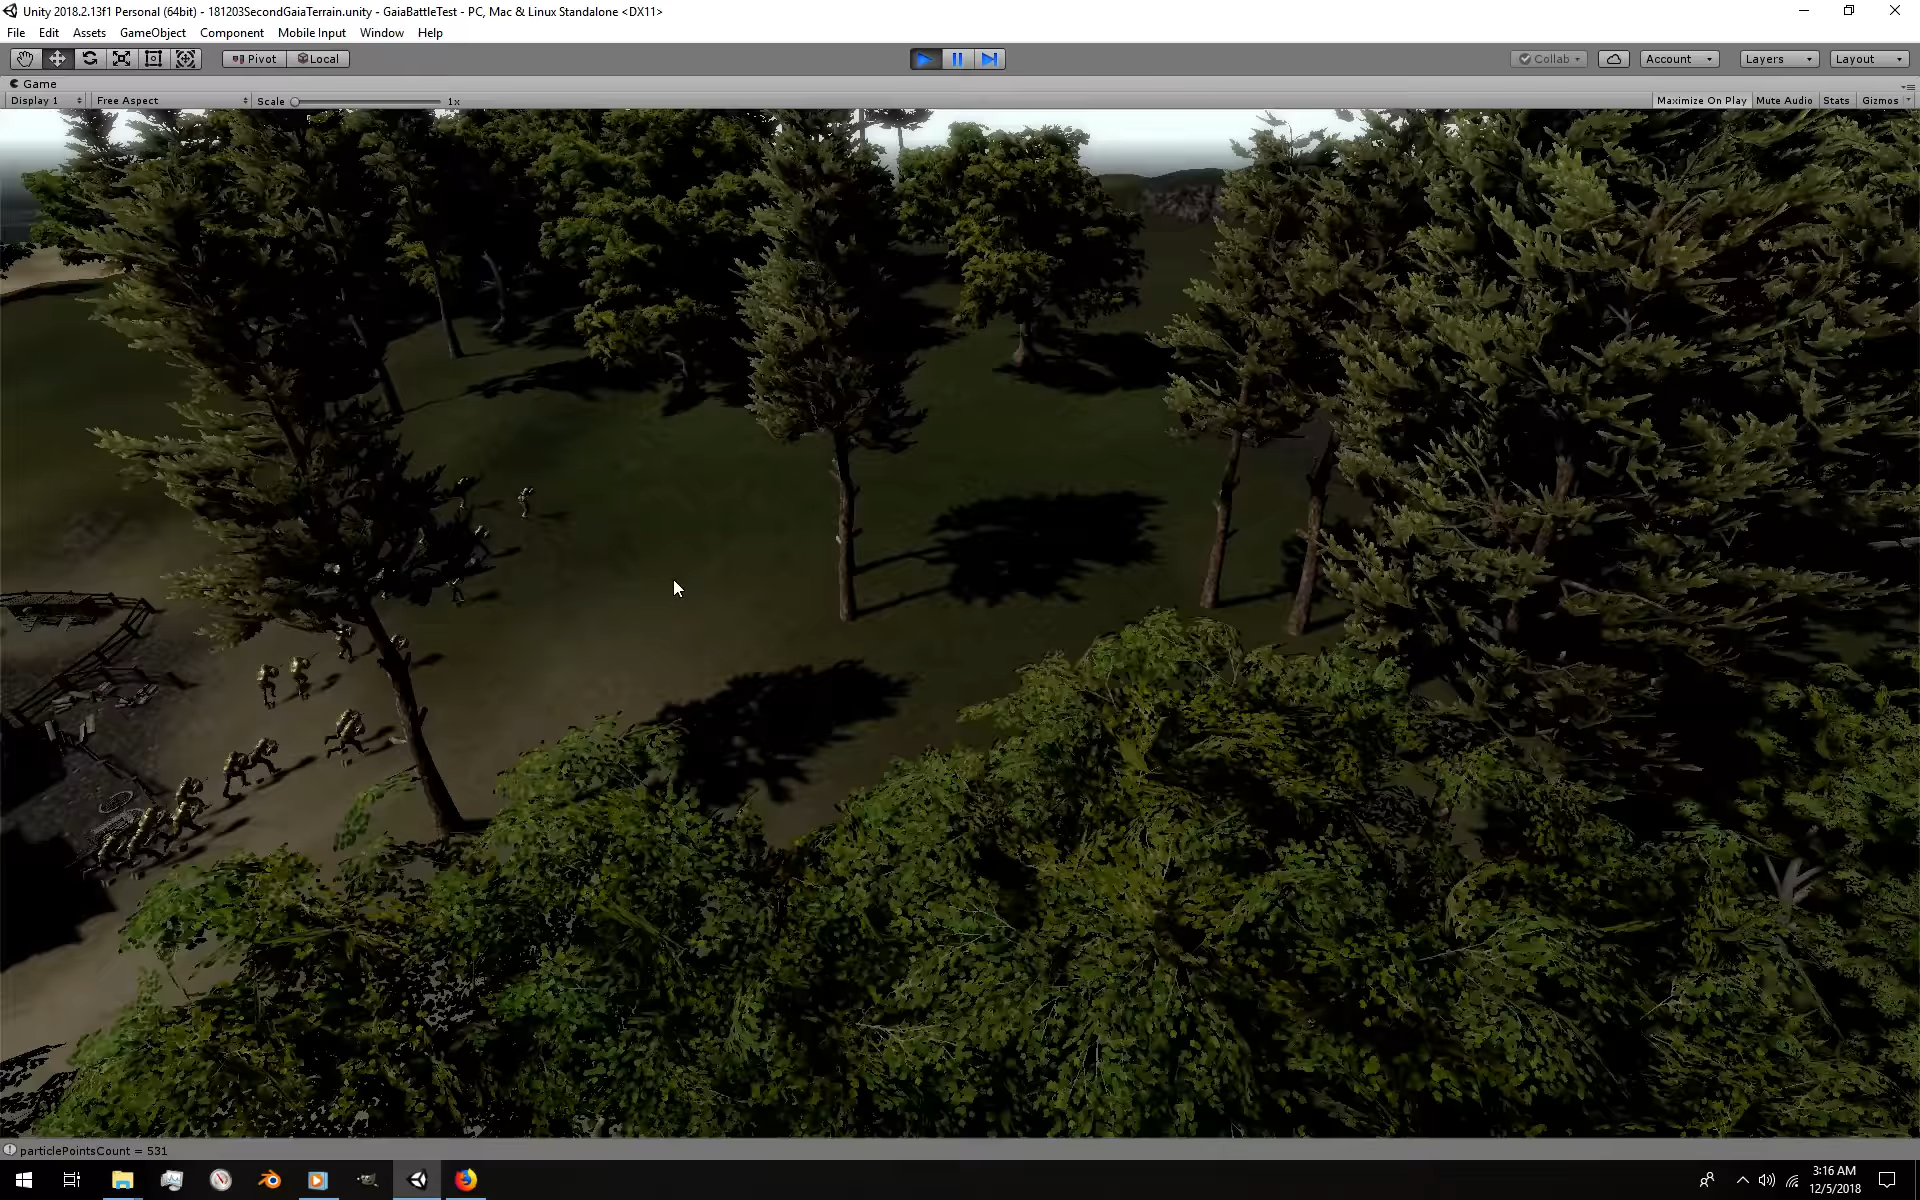 Unity 2018.2.13f1 Personal (64bit) - 181203SecondGaiaTerrain.unity - GaiaBattleTest - PC, Mac & Linux Standalone <DX11>
File Edit Assets GameObject Component Mobile Input Window Help
Pivot Local Collab Account Layers Layout
Game
Display 1 Free Aspect Scale 1x Maximize On Play Mute Audio Stats Gizmos
particlePointsCount = 531
3:16 AM
12/5/2018